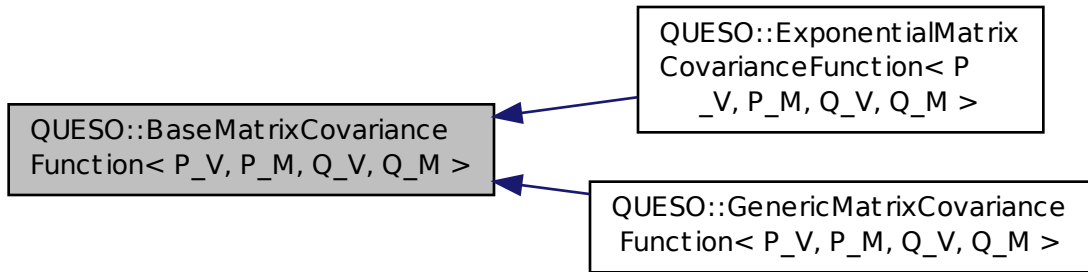 QUESO::BaseMatrixCovariance
Function< P_V, P_M, Q_V, Q_M >
QUESO::ExponentialMatrix
CovarianceFunction< P
_V, P_M, Q_V, Q_M >
QUESO::GenericMatrixCovariance
Function< P_V, P_M, Q_V, Q_M >